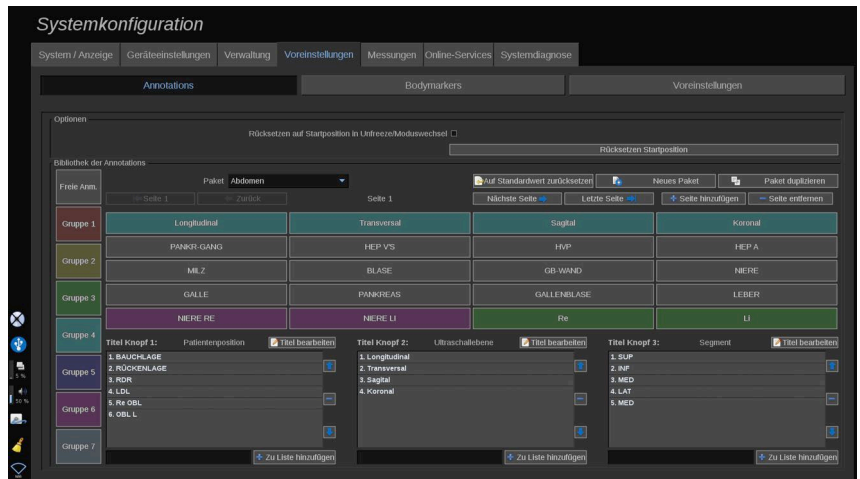 Systemkonfiguration
System / Anzeige Geräteeinstellungen Verwaltung Voreinstellungen Messungen Online-Services Systemdiagnose
Annotations Bodymarkers Voreinstellungen
Optionen
Rücksetzen auf Startposition in Unfreeze/Moduswechsel
Rücksetzen Startposition
Bibliothek der Annotations
Freie Anm. Paket Abdomen Auf Standardwert zurücksetzen Neues Paket Paket duplizieren
Seite 1 Zurück Seite 1 Nächste Seite Letzte Seite Seite hinzufügen Seite entfernen
Gruppe 1 Longitudinal Transversal Sagital Koronal
PANKR-GANG HEP V'S HVP HEP A
Gruppe 2
MILZ BLASE GB-WAND NIERE
Gruppe 3 GALLE PANKREAS GALLENBLASE LEBER
NIERE RE NIERE LI Re LI
Gruppe 4
Titel Knopf 1: Patientenposition Titel bearbeiten Titel Knopf 2: Ultraschallebene Titel bearbeiten Titel Knopf 3: Segment Titel bearbeiten
1. BAUCHLAGE 1. Longitudinal 1. SUP
2. RÜCKENLAGE 2. Transversal 2. INF
Gruppe 5
3. RDR 3. Sagital 3. MED
4. LDL 4. Koronal 4. LAT
5. Re OBL 5. MED
Gruppe 6
6. OBL L
Gruppe 7
Zu Liste hinzufügen Zu Liste hinzufügen Zu Liste hinzufügen
5 %
50 %